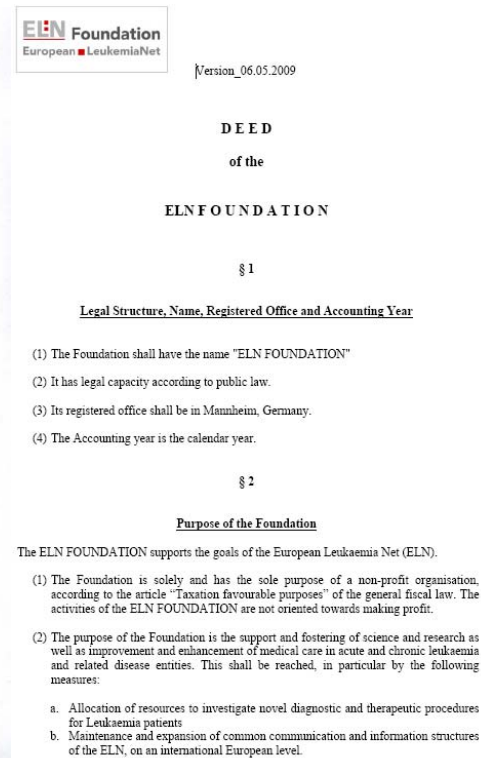 ELN Foundation
European LeukemiaNet
Version_06.05.2009
D E E D
of the
ELN F O U N D A T I O N
§ 1
Legal Structure, Name, Registered Office and Accounting Year
(1) The Foundation shall have the name "ELN FOUNDATION"
(2) It has legal capacity according to public law.
(3) Its registered office shall be in Mannheim, Germany.
(4) The Accounting year is the calendar year.
§ 2
Purpose of the Foundation
The ELN FOUNDATION supports the goals of the European Leukaemia Net (ELN).
(1) The Foundation is solely and has the sole purpose of a non-profit organisation,
according to the article “Taxation favourable purposes” of the general fiscal law. The
activities of the ELN FOUNDATION are not oriented towards making profit.
(2) The purpose of the Foundation is the support and fostering of science and research as
well as improvement and enhancement of medical care in acute and chronic leukaemia
and related disease entities. This shall be reached, in particular by the following
measures:
a. Allocation of resources to investigate novel diagnostic and therapeutic procedures
for Leukaemia patients
b. Maintenance and expansion of common communication and information structures
of the ELN, on an international European level.